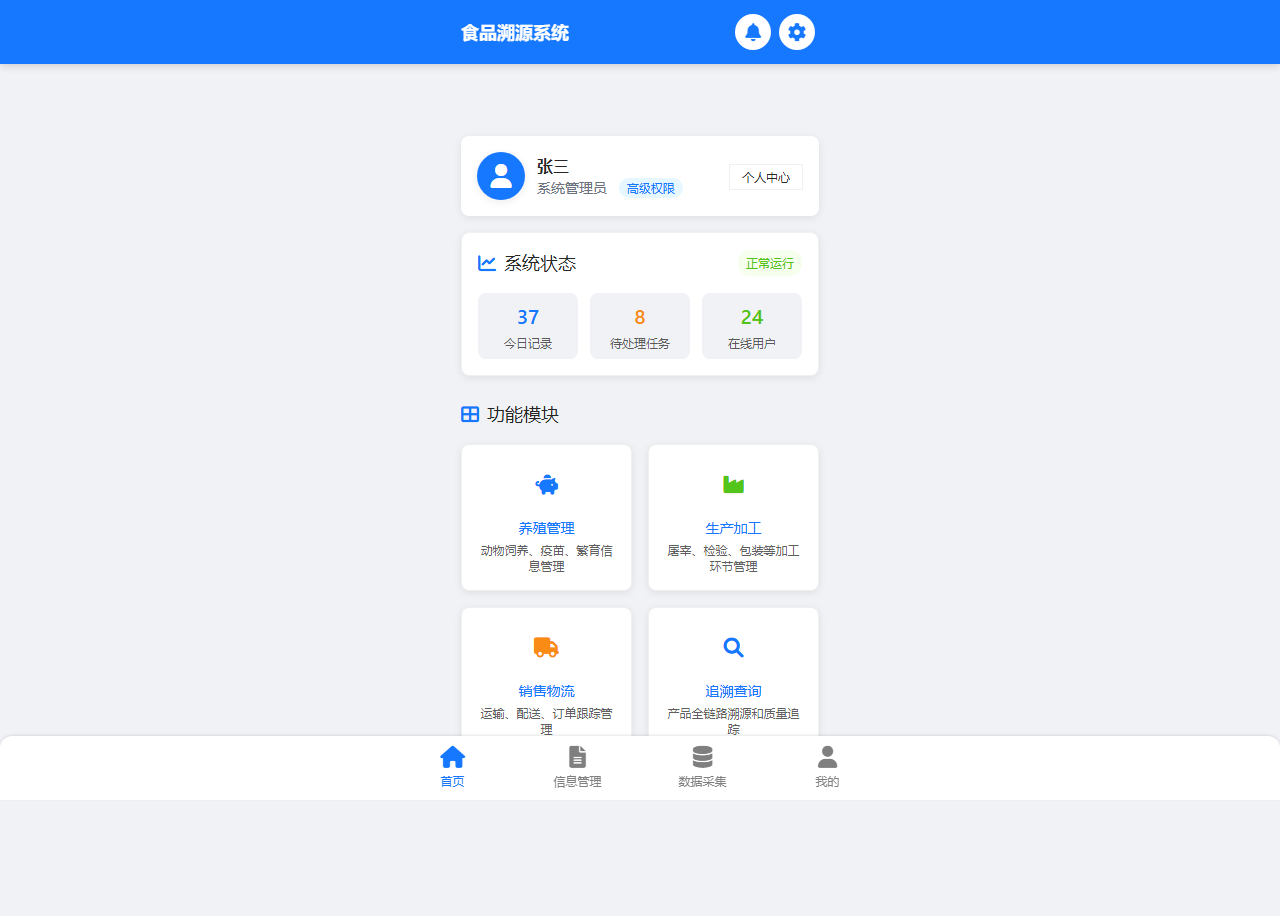 食品溯源系统
张三
系统管理员 高级权限
个人中心
系统状态
正常运行
37
今日记录
8
待处理任务
24
在线用户
功能模块
养殖管理
动物饲养、疫苗、繁育信
息管理
生产加工
屠宰、检验、包装等加工
环节管理
销售物流
运输、配送、订单跟踪管
理
追溯查询
产品全链路溯源和质量追
踪
首页
信息管理
数据采集
我的